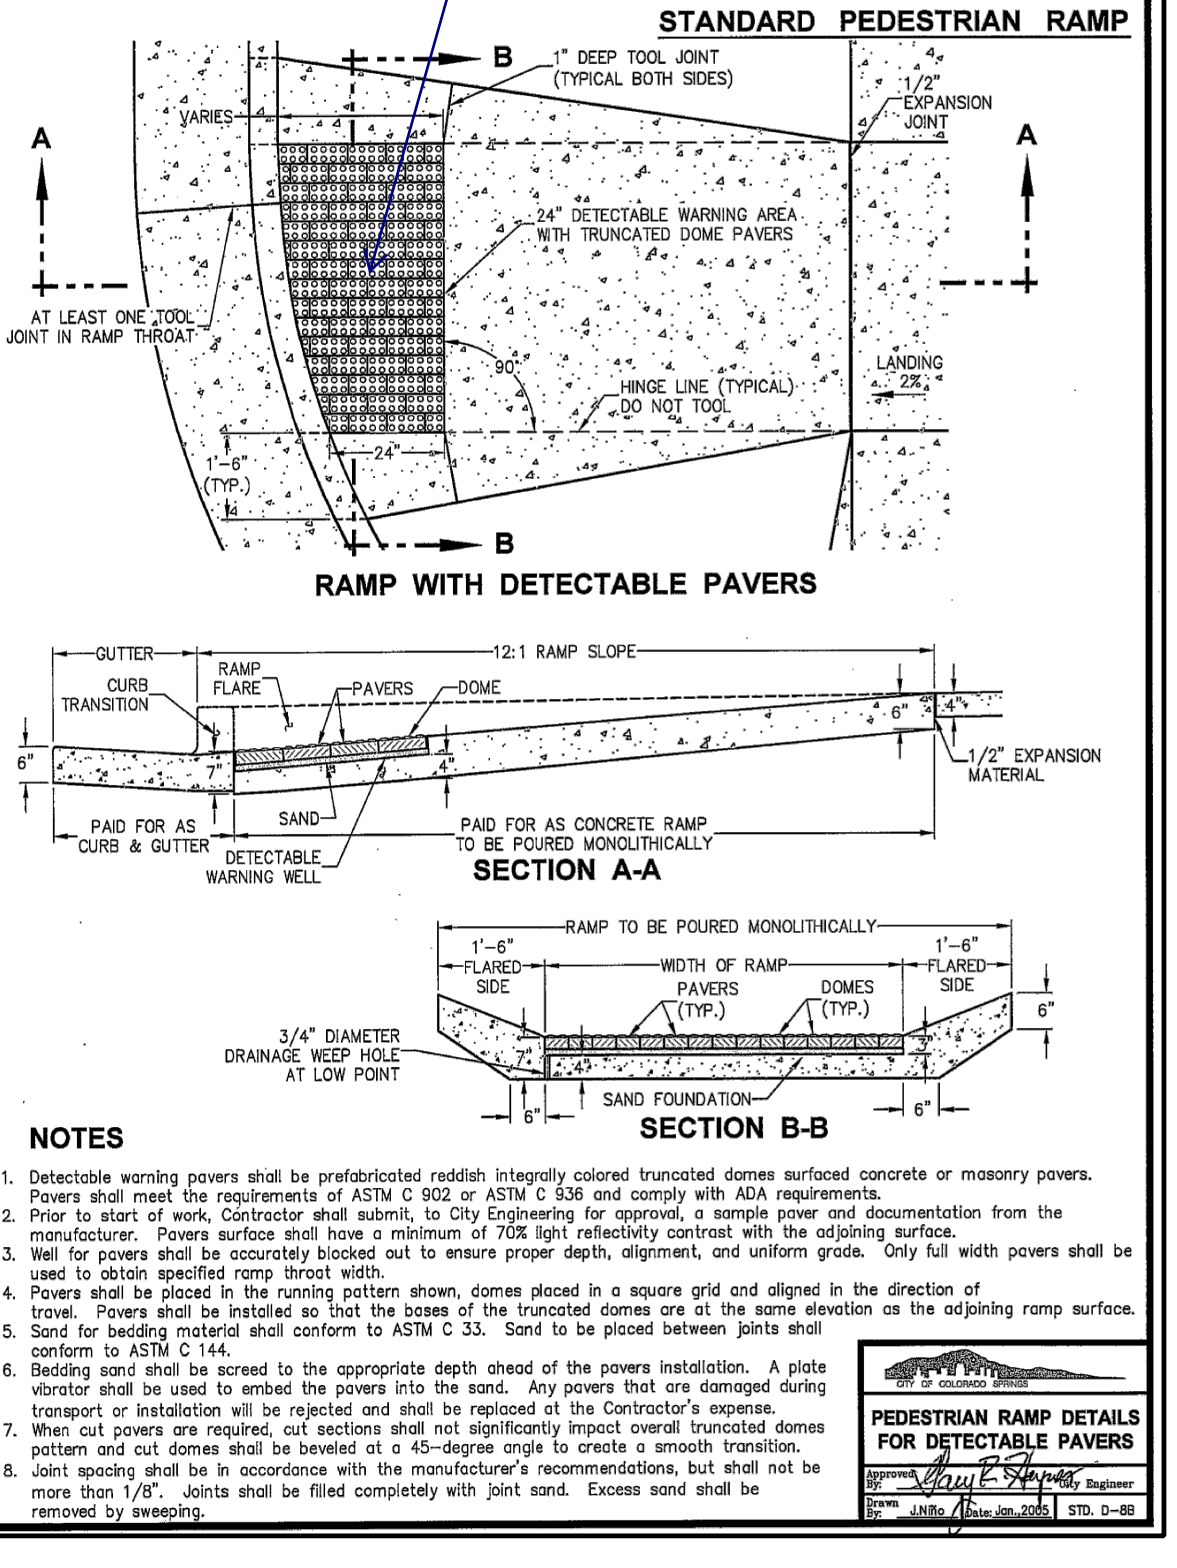 STANDARD PEDESTRIAN RAMP
B
1" DEEP TOOL JOINT
(TYPICAL BOTH SIDES)
1/2"
EXPANSION
JOINT
VARIES
A
A
24" DETECTABLE WARNING AREA
WITH TRUNCATED DOME PAVERS
AT LEAST ONE TOOL
JOINT IN RAMP THROAT
90°
LANDING
2%
HINGE LINE (TYPICAL)
DO NOT TOOL
24"
1'-6"
(TYP.)
B
RAMP WITH DETECTABLE PAVERS
GUTTER
12:1 RAMP SLOPE
CURB
TRANSITION
RAMP
FLARE
PAVERS
DOME
6"
4"
6"
7"
4"
1/2" EXPANSION
MATERIAL
SAND
PAID FOR AS
CURB & GUTTER
PAID FOR AS CONCRETE RAMP
TO BE POURED MONOLITHICALLY
DETECTABLE
WARNING WELL
SECTION A-A
RAMP TO BE POURED MONOLITHICALLY
1'-6"
FLARED
SIDE
WIDTH OF RAMP
1'-6"
FLARED
SIDE
PAVERS
(TYP.)
DOMES
(TYP.)
6"
3/4" DIAMETER
DRAINAGE WEEP HOLE
AT LOW POINT
7"
4"
3"
SAND FOUNDATION
6"
6"
SECTION B-B
NOTES
1. Detectable warning pavers shall be prefabricated reddish integrally colored truncated domes surfaced concrete or masonry pavers.
Pavers shall meet the requirements of ASTM C 902 or ASTM C 936 and comply with ADA requirements.
2. Prior to start of work, Contractor shall submit, to City Engineering for approval, a sample paver and documentation from the
manufacturer. Pavers surface shall have a minimum of 70% light reflectivity contrast with the adjoining surface.
3. Well for pavers shall be accurately blocked out to ensure proper depth, alignment, and uniform grade. Only full width pavers shall be
used to obtain specified ramp throat width.
4. Pavers shall be placed in the running pattern shown, domes placed in a square grid and aligned in the direction of
travel. Pavers shall be installed so that the bases of the truncated domes are at the same elevation as the adjoining ramp surface.
5. Sand for bedding material shall conform to ASTM C 33. Sand to be placed between joints shall
conform to ASTM C 144.
6. Bedding sand shall be screed to the appropriate depth ahead of the pavers installation. A plate
vibrator shall be used to embed the pavers into the sand. Any pavers that are damaged during
transport or installation will be rejected and shall be replaced at the Contractor's expense.
7. When cut pavers are required, cut sections shall not significantly impact overall truncated domes
pattern and cut domes shall be beveled at a 45-degree angle to create a smooth transition.
8. Joint spacing shall be in accordance with the manufacturer's recommendations, but shall not be
more than 1/8". Joints shall be filled completely with joint sand. Excess sand shall be
removed by sweeping.
CITY OF COLORADO SPRINGS
PEDESTRIAN RAMP DETAILS
FOR DETECTABLE PAVERS
Approved
By: City Engineer
Drawn
By: J.Niño Date: Jan.,2005 STD. D-8B